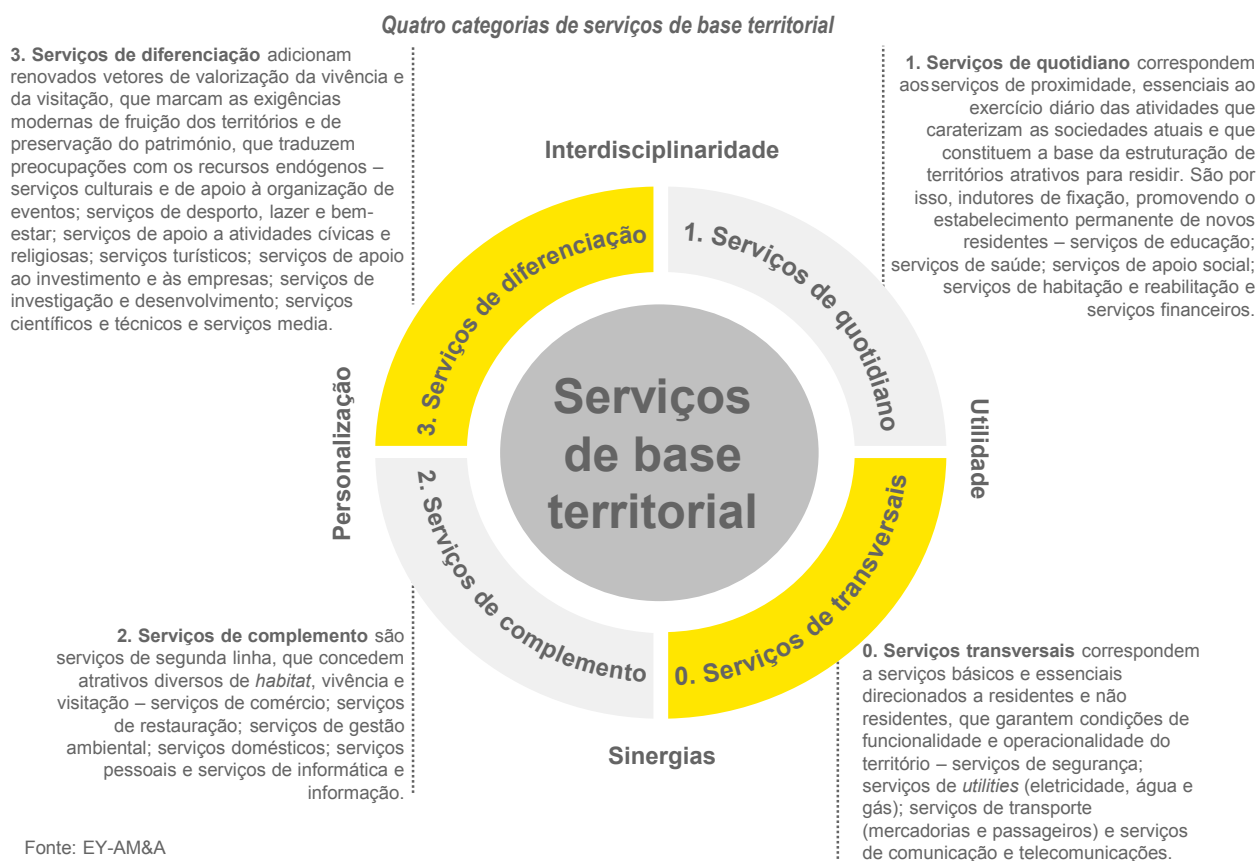 Quatro categorias de serviços de base territorial
3. Serviços de diferenciação adicionam
renovados vetores de valorização da vivência e
da visitação, que marcam as exigências
modernas de fruição dos territórios e de
preservação do património, que traduzem
preocupações com os recursos endógenos –
serviços culturais e de apoio à organização de
eventos; serviços de desporto, lazer e bem-
estar; serviços de apoio a atividades cívicas e
religiosas; serviços turísticos; serviços de apoio
ao investimento e às empresas; serviços de
investigação e desenvolvimento; serviços
científicos e técnicos e serviços media.
1. Serviços de quotidiano correspondem
aos serviços de proximidade, essenciais ao
exercício diário das atividades que
caraterizam as sociedades atuais e que
constituem a base da estruturação de
territórios atrativos para residir. São por
isso, indutores de fixação, promovendo o
estabelecimento permanente de novos
residentes – serviços de educação;
serviços de saúde; serviços de apoio social;
serviços de habitação e reabilitação e
serviços financeiros.
Interdisciplinaridade
3. Serviços de diferenciação
1. Serviços de quotidiano
Personalização
Serviços
de base
territorial
Utilidade
2. Serviços de complemento
0. Serviços de transversais
Sinergias
2. Serviços de complemento são
serviços de segunda linha, que concedem
atrativos diversos de habitat, vivência e
visitação – serviços de comércio; serviços
de restauração; serviços de gestão
ambiental; serviços domésticos; serviços
pessoais e serviços de informática e
informação.
0. Serviços transversais correspondem
a serviços básicos e essenciais
direcionados a residentes e não
residentes, que garantem condições de
funcionalidade e operacionalidade do
território – serviços de segurança;
serviços de utilities (eletricidade, água e
gás); serviços de transporte
(mercadorias e passageiros) e serviços
de comunicação e telecomunicações.
Fonte: EY-AM&A